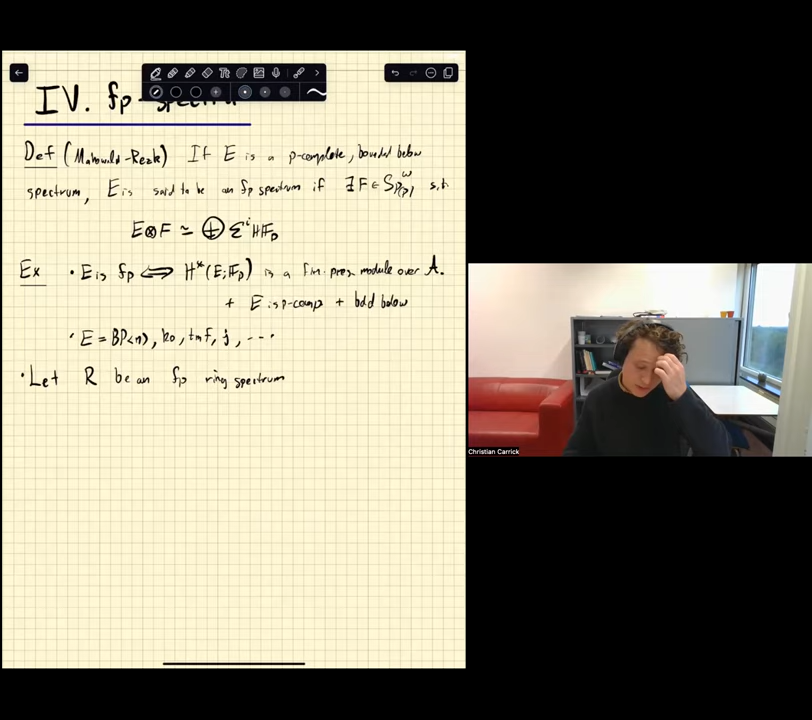 IV. fp-spectra
Def (Mahowald-Rezk) If E is a p-complete, bounded below
spectrum, E is said to be an fp spectrum if ∃ F ∈ Sp_{(p)}^ω s.t.
E⊗F ≃ ⊕ Σ^i HF_p
Ex • E is fp ⟺ H*(E;F_p) is a fin. pres. module over A.
+ E is p-comp + bdd below
• E = BP⟨n⟩, ko, tmf, j, ...
• Let R be an fp ring spectrum
Christian Carrick